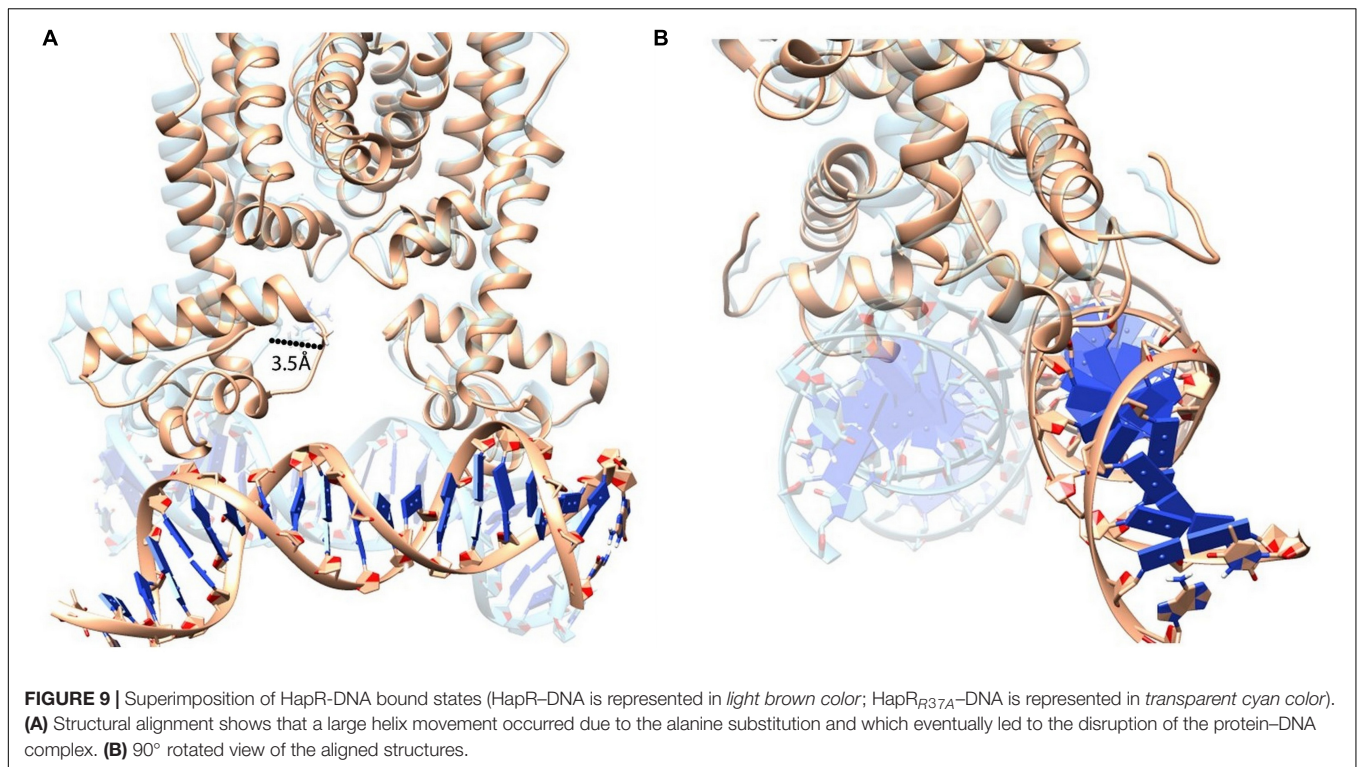 A
B
3.5Å
FIGURE 9 | Superimposition of HapR-DNA bound states (HapR–DNA is represented in light brown color; HapRR37A–DNA is represented in transparent cyan color).
(A) Structural alignment shows that a large helix movement occurred due to the alanine substitution and which eventually led to the disruption of the protein–DNA
complex. (B) 90° rotated view of the aligned structures.